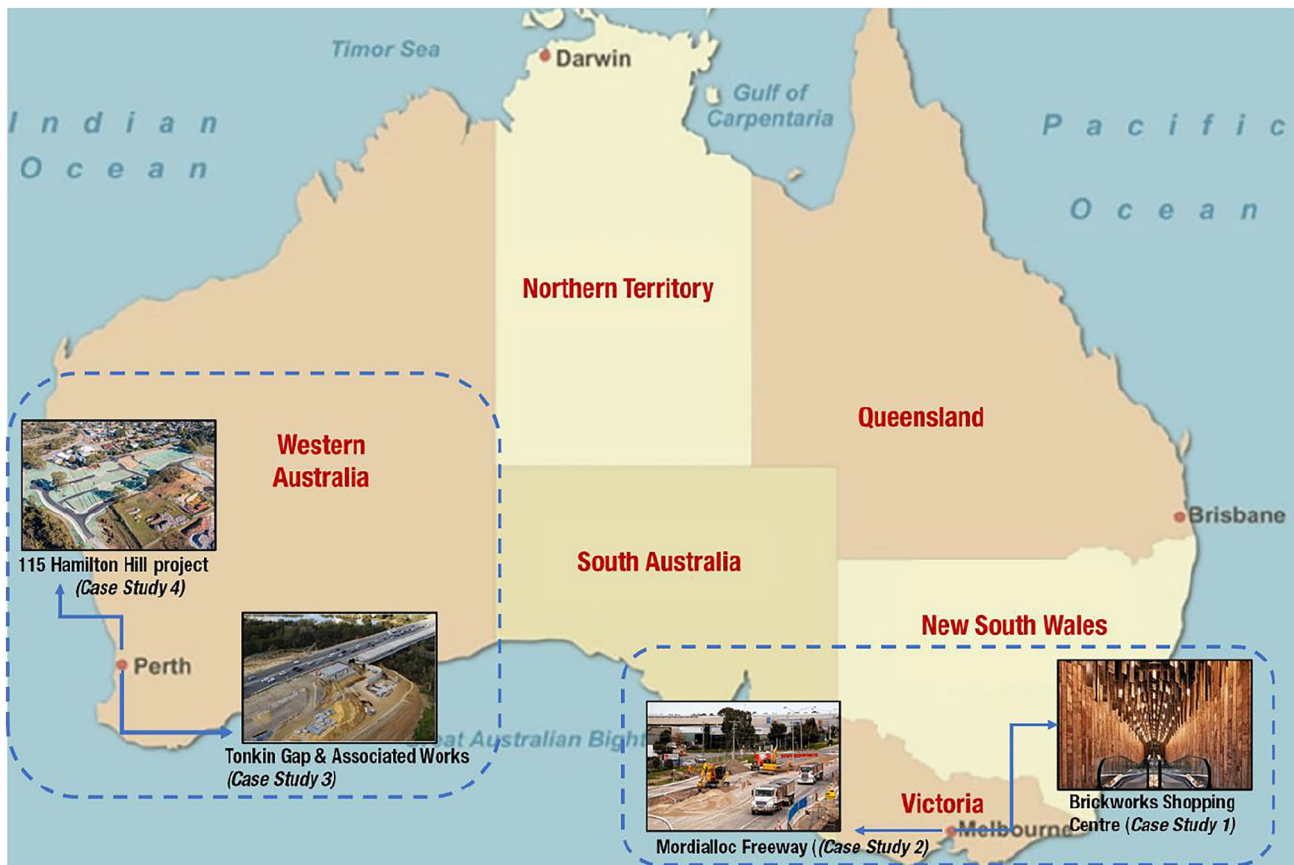 Timor Sea
Darwin
Indian
Ocean
Gulf of
Carpentaria
Pacific
Ocean
Northern Territory
Queensland
Western
Australia
115 Hamilton Hill project
(Case Study 4)
South Australia
Brisbane
New South Wales
Perth
eat Australian Bight
Tonkin Gap & Associated Works
(Case Study 3)
Victoria
Melbourne
Brickworks Shopping
Centre (Case Study 1)
Mordialloc Freeway ((Case Study 2)